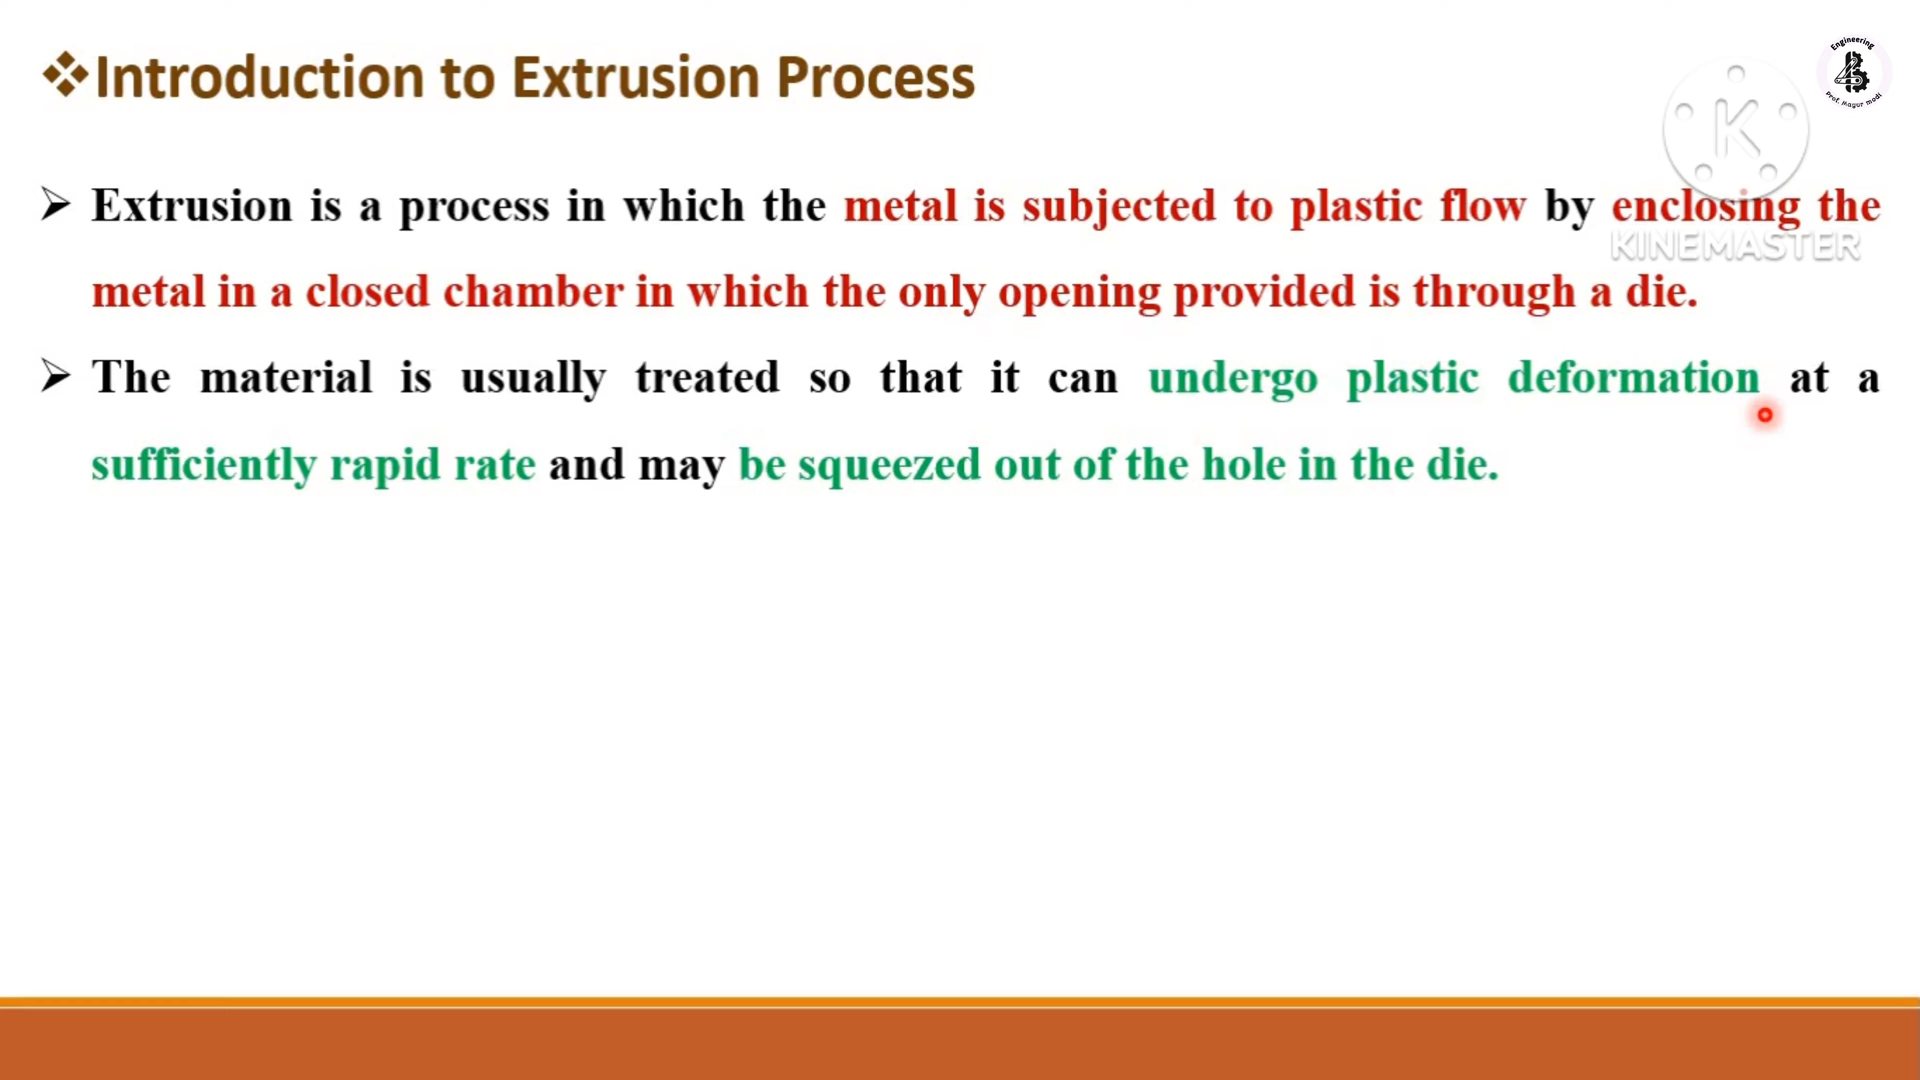 Introduction to Extrusion Process
Engineering
Prof. Mayur modi
KINEMASTER
Extrusion is a process in which the metal is subjected to plastic flow by enclosing the
metal in a closed chamber in which the only opening provided is through a die.
The material is usually treated so that it can undergo plastic deformation at a
sufficiently rapid rate and may be squeezed out of the hole in the die.